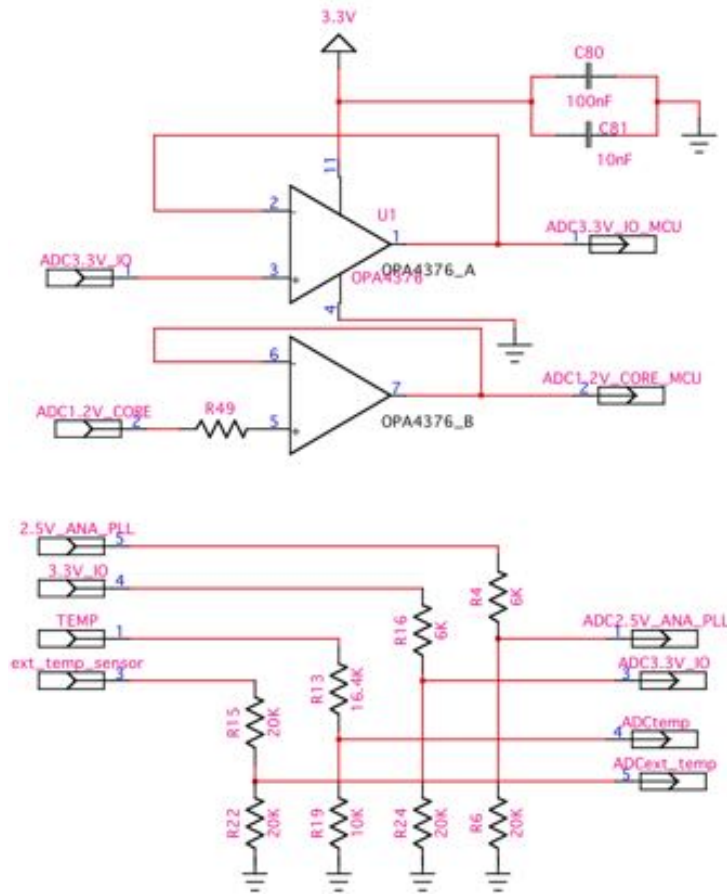 3.3V
C80
100nF
C81
10nF
11
2
U1
1
ADC3.3V_IO_MCU
1
OPA4376_A
OPA4376
ADC3.3V_IO
1
3
4
6
7
ADC1.2V_CORE_MCU
2
ADC1.2V_CORE
2
R49
5
OPA4376_B
2.5V_ANA_PLL
5
3.3V_IO
4
R4
6K
TEMP
1
R16
6K
ADC2.5V_ANA_PLL
1
ext_temp_sensor
3
R13
16.4K
ADC3.3V_IO
3
R15
20K
ADCtemp
4
ADCext_temp
5
R22
20K
R19
10K
R24
20K
R6
20K